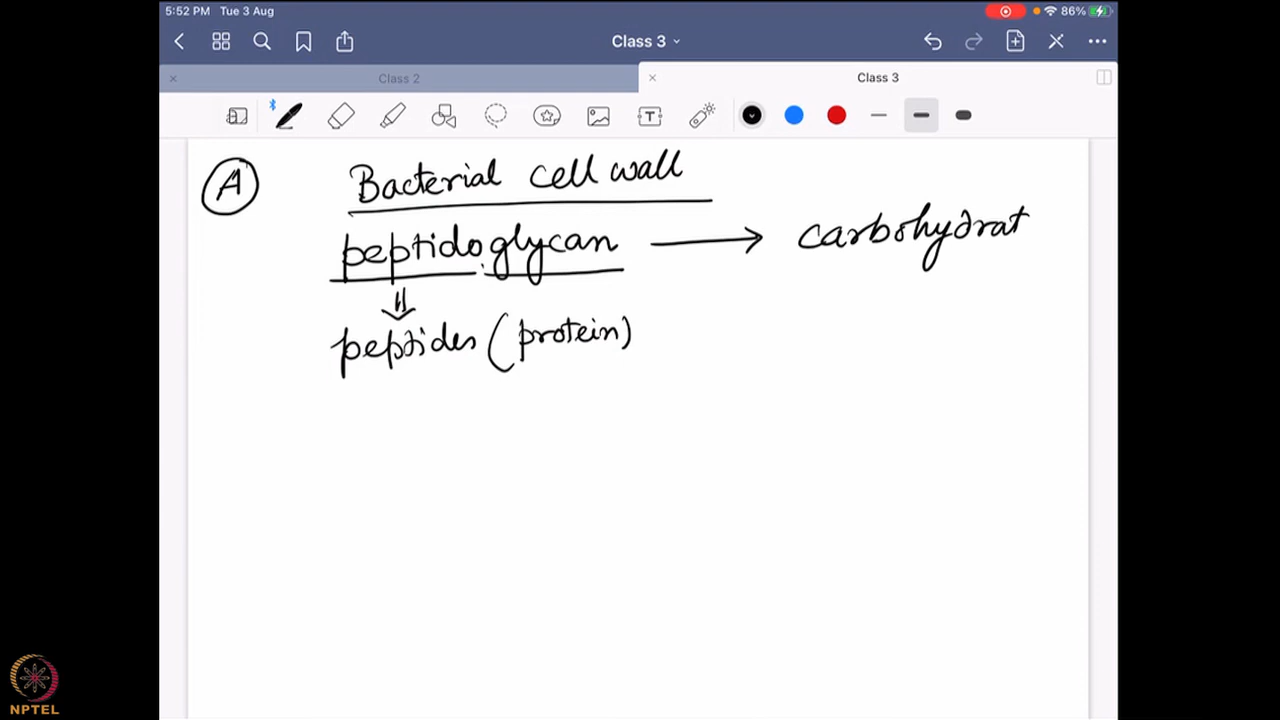 5:52 PM Tue 3 Aug 86%
Class 3
Class 2 Class 3
T
A Bacterial cell wall
peptidoglycan → carbohydrat
⇓
peptides (protein)
NPTEL